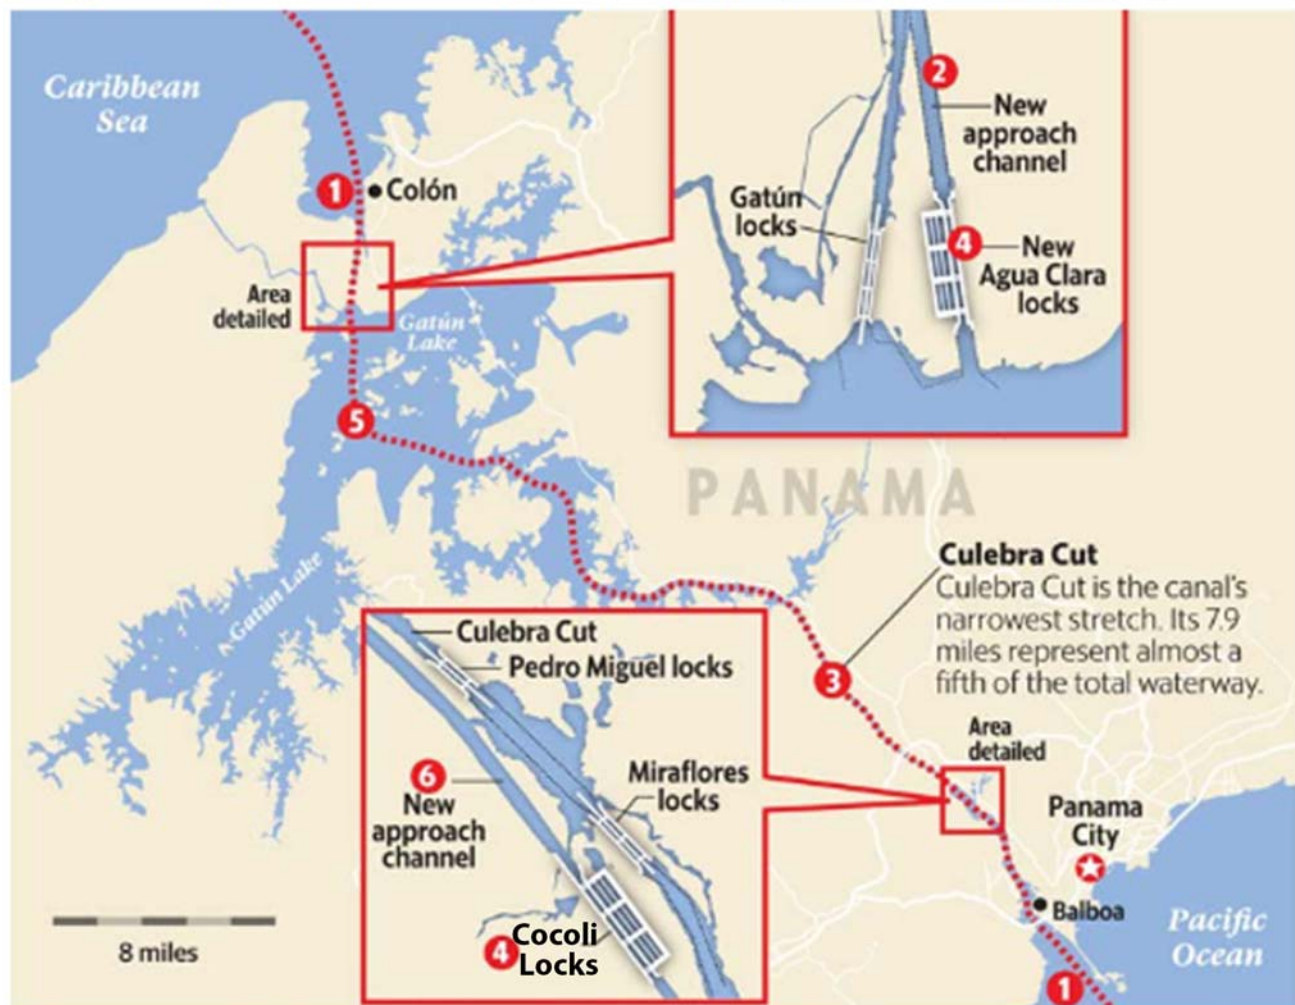 Caribbean
Sea
1
Colón
Area
detailed
Gatún
Lake
5
2
New
approach
channel
Gatún
locks
4
New
Agua Clara
locks
PANAMA
Culebra Cut
Culebra Cut is the canal's
narrowest stretch. Its 7.9
miles represent almost a
fifth of the total waterway.
3
Gatún Lake
Culebra Cut
Pedro Miguel locks
6
New
approach
channel
Miraflores
locks
4
Cocoli
Locks
Area
detailed
Panama
City
Balboa
Pacific
Ocean
1
8 miles